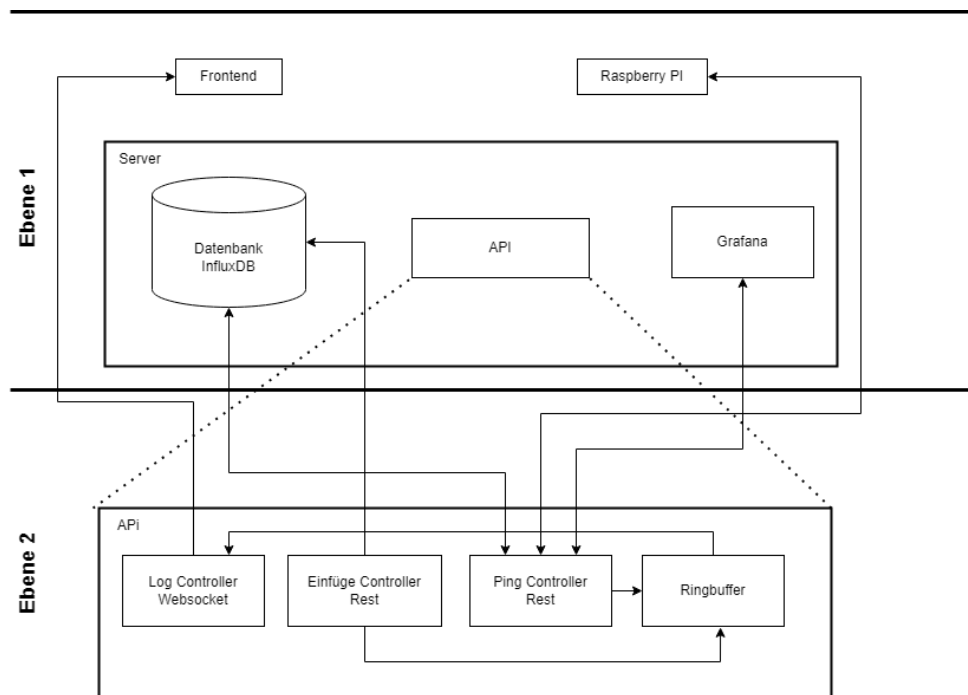 Ebene 1
Frontend
Raspberry PI
Server
Datenbank
InfluxDB
API
Grafana
Ebene 2
APi
Log Controller
Websocket
Einfüge Controller
Rest
Ping Controller
Rest
Ringbuffer